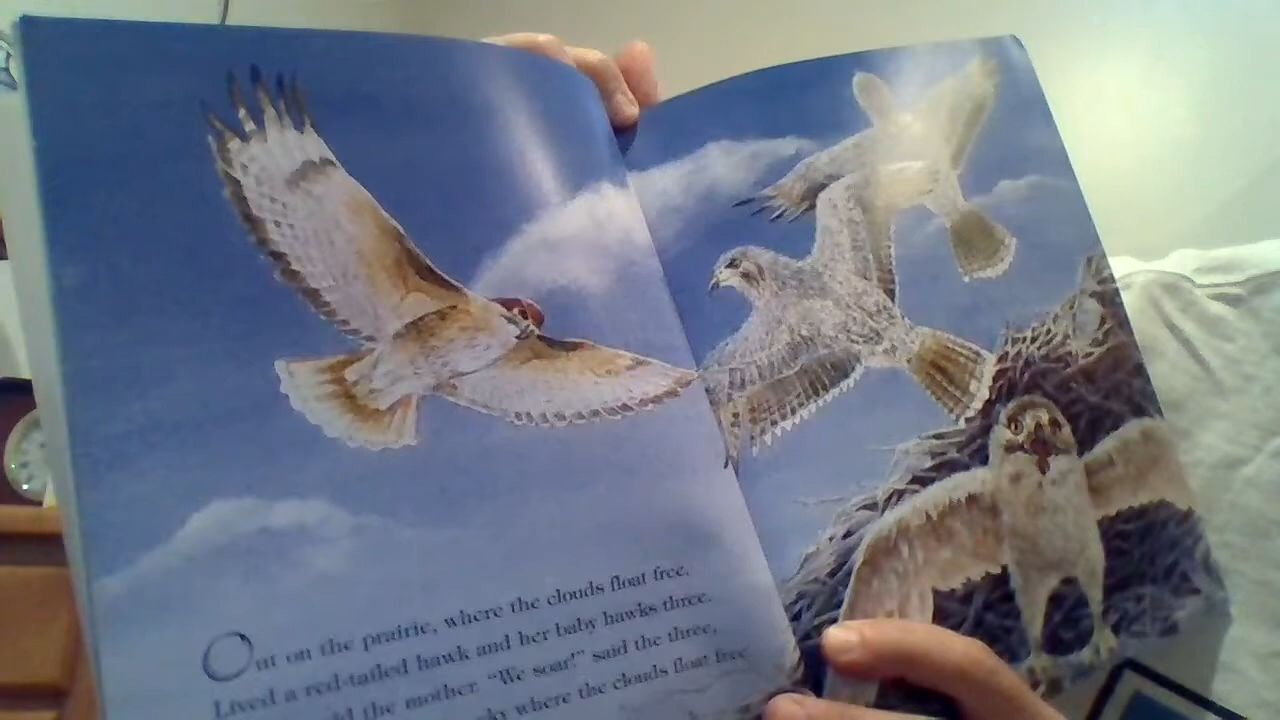 Out on the prairie, where the clouds float free,
Lived a red-tailed hawk and her baby hawks three.
the mother. "We soar!" said the three,
where the clouds float free